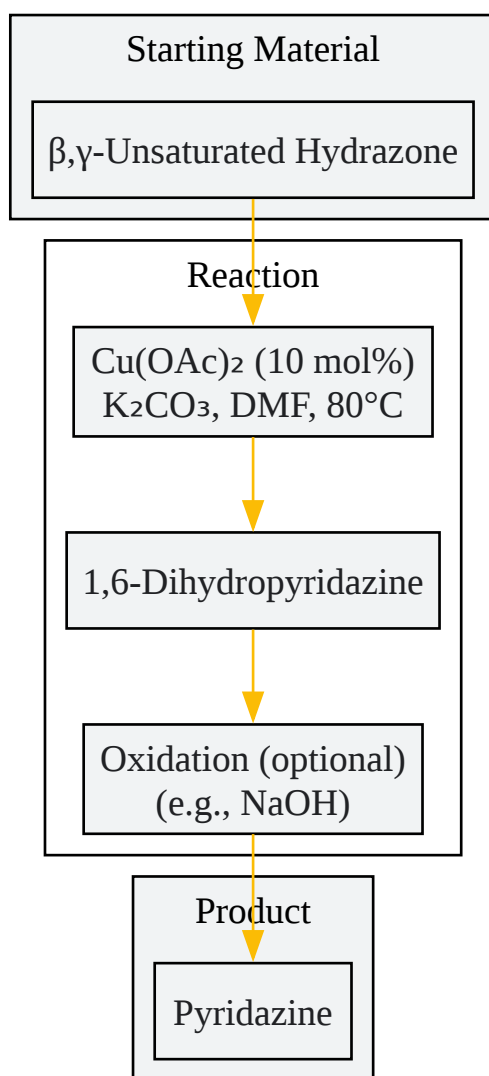 Starting Material
β,γ-Unsaturated Hydrazone
Reaction
Cu(OAc)₂ (10 mol%)
K₂CO₃, DMF, 80°C
1,6-Dihydropyridazine
Oxidation (optional)
(e.g., NaOH)
Product
Pyridazine